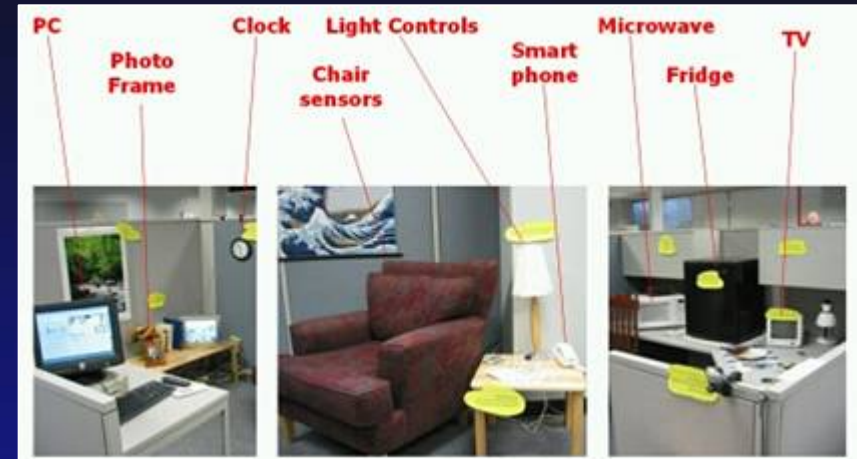 PC
Photo
Frame
Clock
Light Controls
Chair
sensors
Smart
phone
Microwave
Fridge
TV